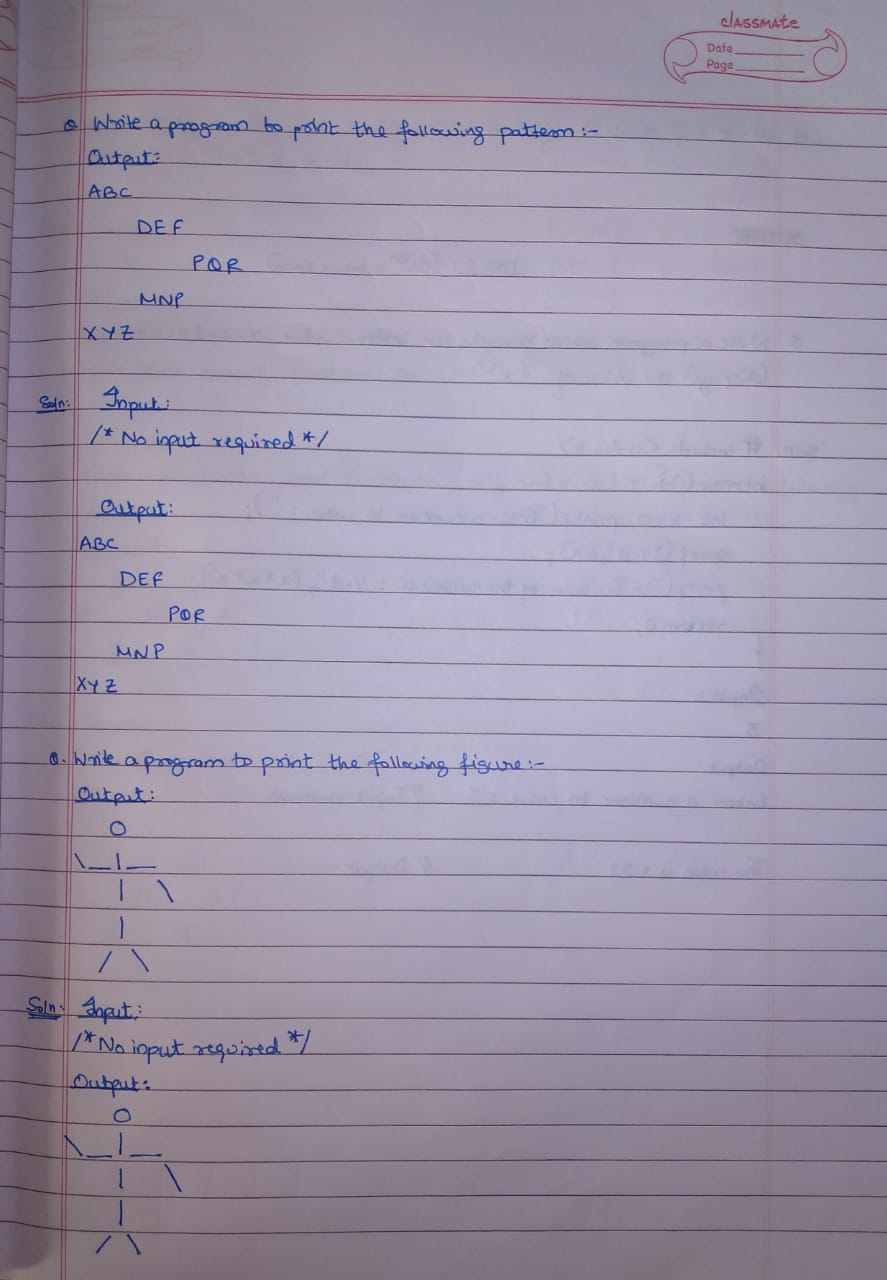 classmate
Date
Page
Q Write a program to print the following pattern :-
Output:
ABC
DEF
PQR
MNP
XYZ
Soln: Input:
/* No input required */
Output:
ABC
DEF
PQR
MNP
XYZ
Q. Write a program to print the following figure :-
Output:
O
\_|_
| \
|
/ \
Soln: Input:
/* No input required */
Output:
O
\_|_
| \
|
/ \